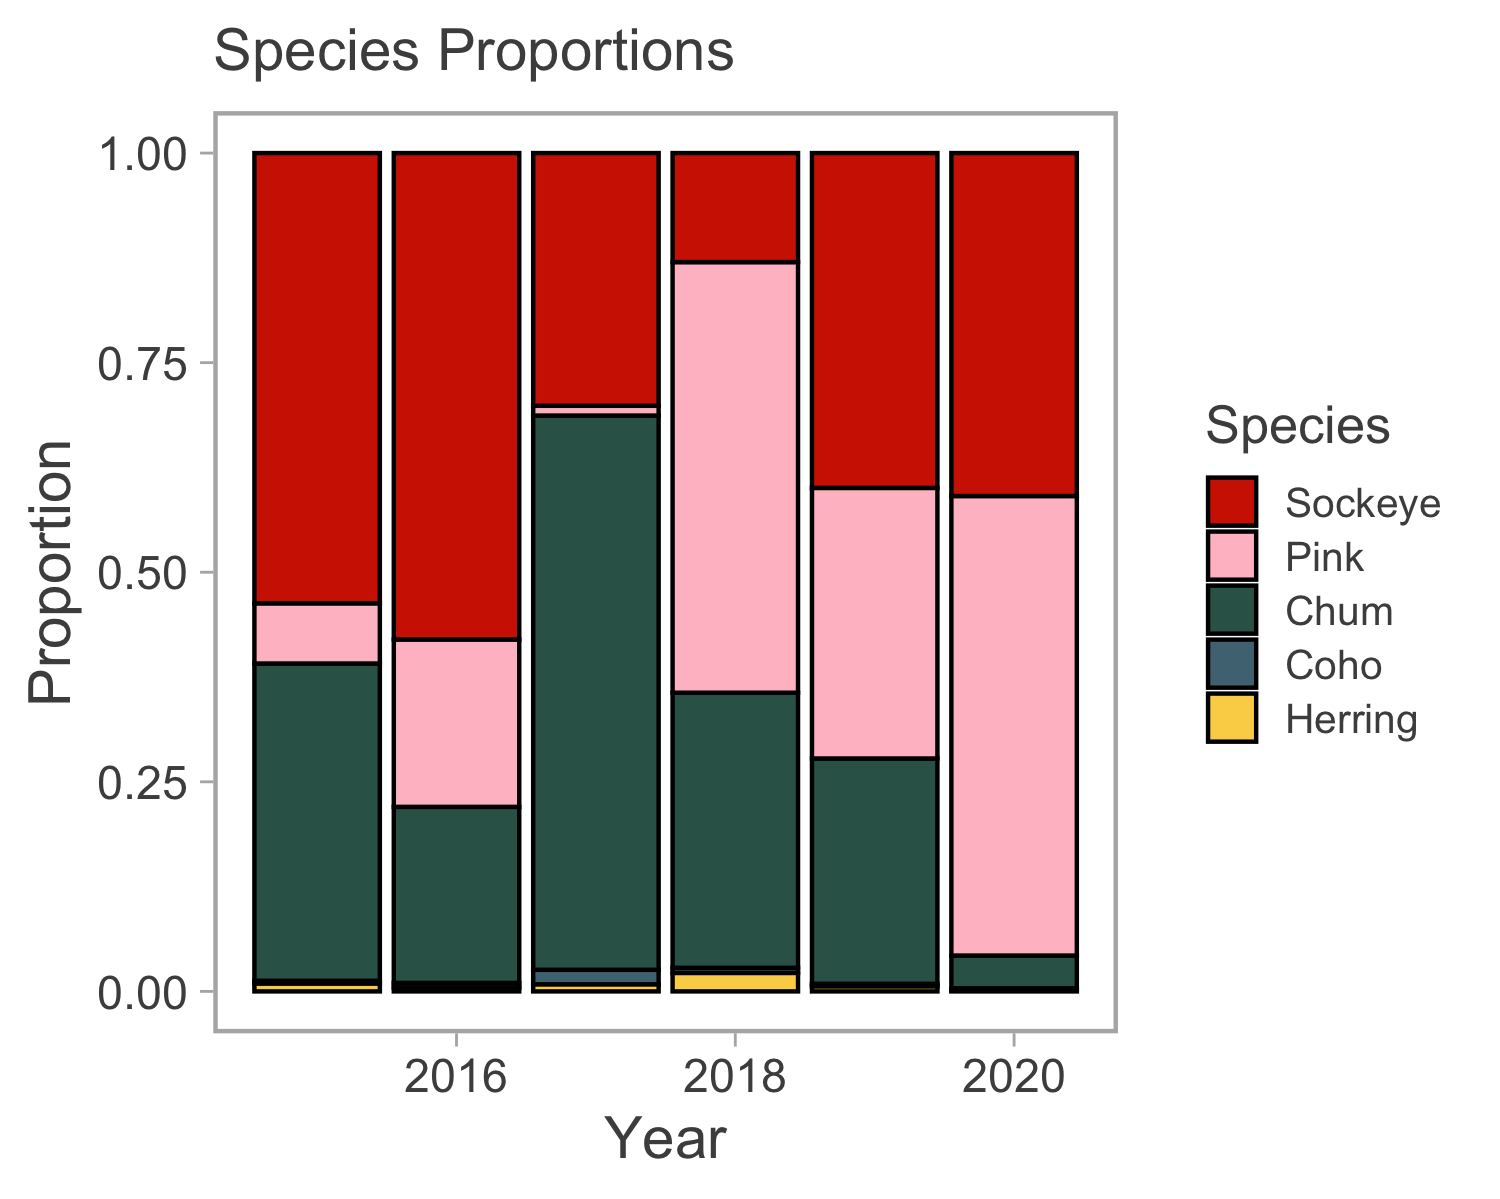 Species Proportions
1.00
0.75
0.50
0.25
0.00
Proportion
2016 2018 2020
Year
Species
Sockeye
Pink
Chum
Coho
Herring